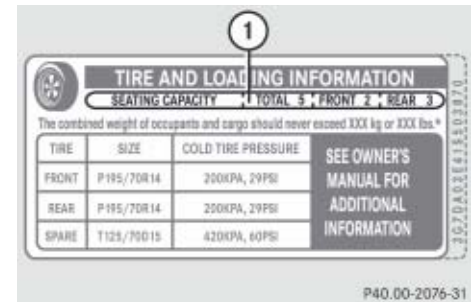 1
TIRE AND LOADING INFORMATION
SEATING CAPACITY TOTAL 5 FRONT 2 REAR 3
The combined weight of occupants and cargo should never exceed XXX kg or XXX lbs.*
TIRE SIZE COLD TIRE PRESSURE
SEE OWNER'S MANUAL FOR ADDITIONAL INFORMATION
FRONT P195/70R14 200KPA, 29PSI
REAR P195/70R14 200KPA, 29PSI
SPARE T125/70D15 420KPA, 60PSI
P40.00-2076-31